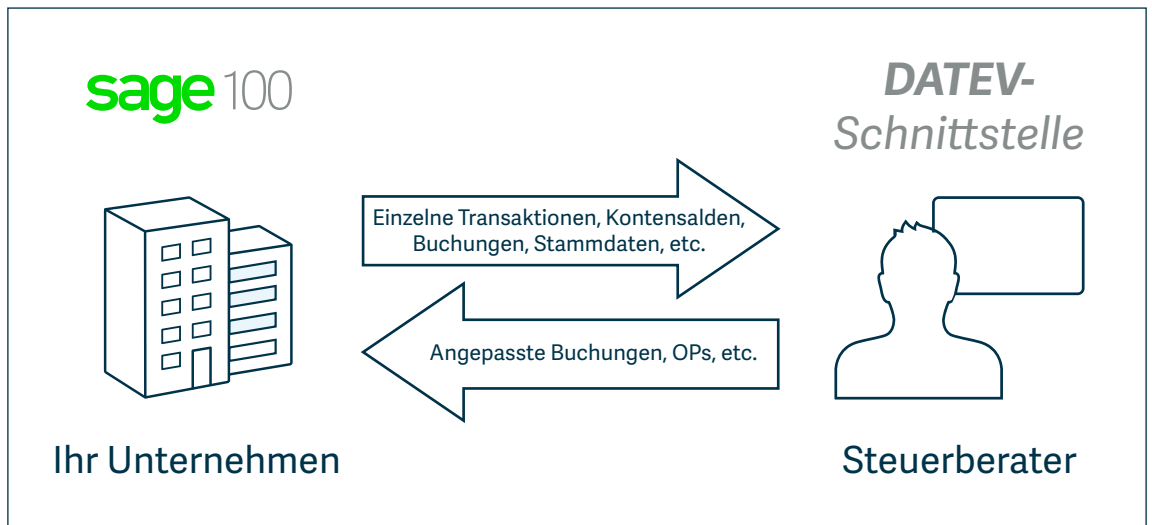 sage 100
DATEV-
Schnittstelle
Einzelne Transaktionen, Kontensalden,
Buchungen, Stammdaten, etc.
Angepasste Buchungen, OPs, etc.
Ihr Unternehmen
Steuerberater